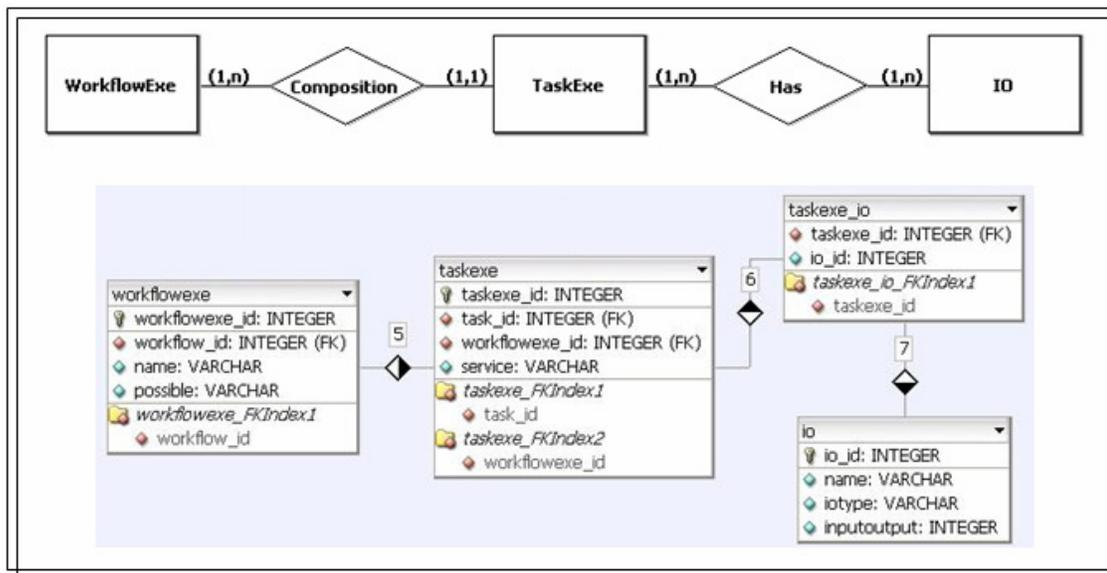 WorkflowExe (1,n) Composition (1,1) TaskExe (1,n) Has (1,n) IO
workflowexe
workflowexe_id: INTEGER
workflow_id: INTEGER (FK)
name: VARCHAR
possible: VARCHAR
workflowexe_FKIndex1
workflow_id
5
taskexe
taskexe_id: INTEGER
task_id: INTEGER (FK)
workflowexe_id: INTEGER (FK)
service: VARCHAR
taskexe_FKIndex1
task_id
taskexe_FKIndex2
workflowexe_id
6
taskexe_io
taskexe_id: INTEGER (FK)
io_id: INTEGER
taskexe_io_FKIndex1
taskexe_id
7
io
io_id: INTEGER
name: VARCHAR
iotype: VARCHAR
inputoutput: INTEGER